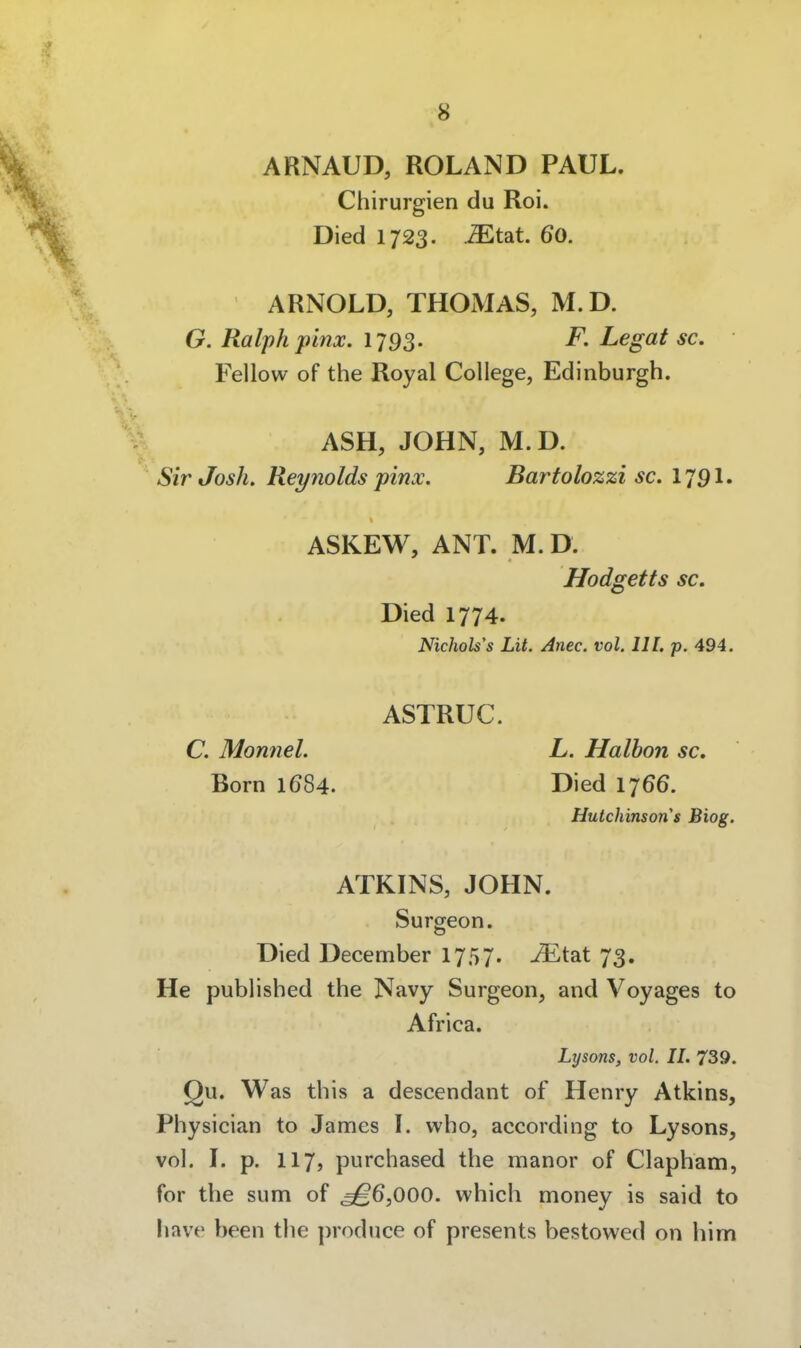 8
ARNAUD, ROLAND PAUL.
Chirurgien du Roi.
Died 1723. Ætat. 60.
ARNOLD, THOMAS, M.D.
G. Ralph pinx. 1793. F. Legat sc.
Fellow of the Royal College, Edinburgh.
ASH, JOHN, M.D.
Sir Josh. Reynolds pinx. Bartolozzi sc. 1791.
ASKEW, ANT. M.D.
Hodgetts sc.
Died 1774.
Nichols's Lit. Anec. vol. III. p. 494.
ASTRUC.
C. Monnel. L. Halbon sc.
Born 1684. Died 1766.
Hutchinson's Biog.
ATKINS, JOHN.
Surgeon.
Died December 1757. Ætat 73.
He published the Navy Surgeon, and Voyages to
Africa.
Lysons, vol. II. 739.
Qu. Was this a descendant of Henry Atkins,
Physician to James I. who, according to Lysons,
vol. I. p. 117, purchased the manor of Clapham,
for the sum of £6,000. which money is said to
have been the produce of presents bestowed on him